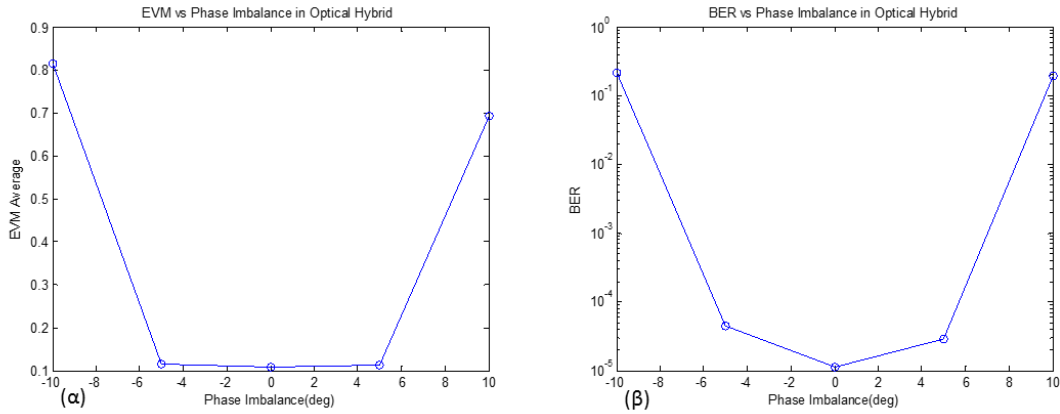 EVM vs Phase Imbalance in Optical Hybrid
0.9
0.8
0.7
0.6
0.5
0.4
0.3
0.2
0.1
EVM Average
-10 -8 -6 -4 -2 0 2 4 6 8 10
Phase Imbalance(deg)
(α)
BER vs Phase Imbalance in Optical Hybrid
10^0
10^-1
10^-2
10^-3
10^-4
10^-5
BER
-10 -8 -6 -4 -2 0 2 4 6 8 10
Phase Imbalance(deg)
(β)